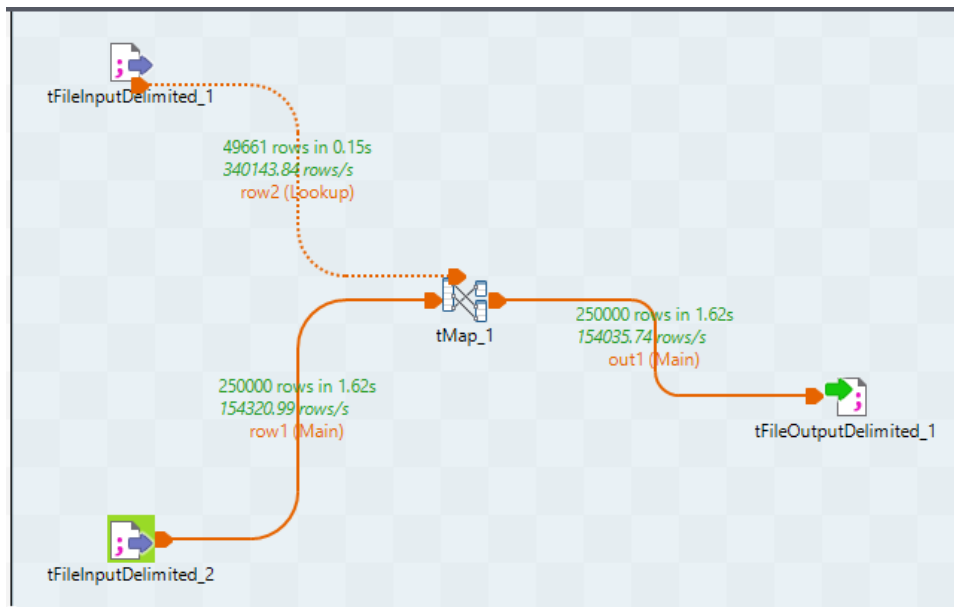 tFileInputDelimited_1
49661 rows in 0.15s
340143.84 rows/s
row2 (Lookup)
tMap_1
250000 rows in 1.62s
154035.74 rows/s
out1 (Main)
250000 rows in 1.62s
154320.99 rows/s
row1 (Main)
tFileOutputDelimited_1
tFileInputDelimited_2